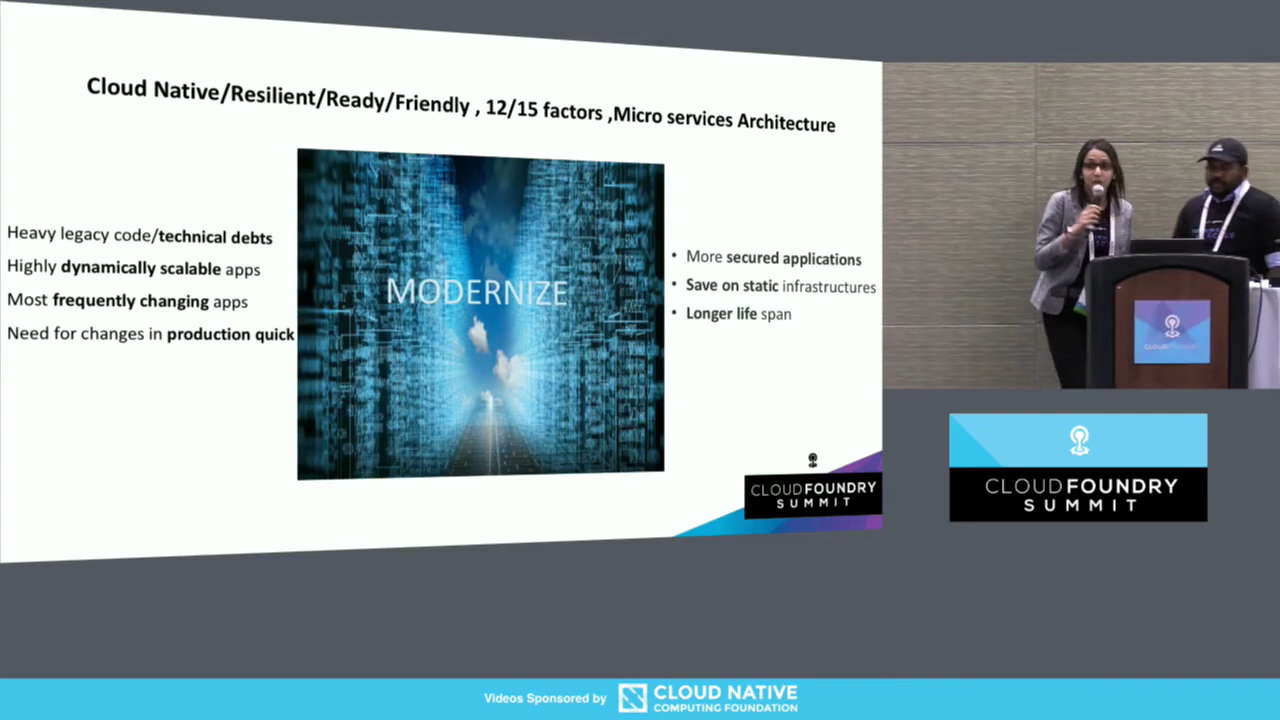 Cloud Native/Resilient/Ready/Friendly , 12/15 factors ,Micro services Architecture
Heavy legacy code/technical debts
Highly dynamically scalable apps
Most frequently changing apps
Need for changes in production quick
MODERNIZE
• More secured applications
• Save on static infrastructures
• Longer life span
CLOUDFOUNDRY
SUMMIT
CLOUDFOUNDRY
CLOUDFOUNDRY
SUMMIT
Videos Sponsored by
CLOUD NATIVE
COMPUTING FOUNDATION